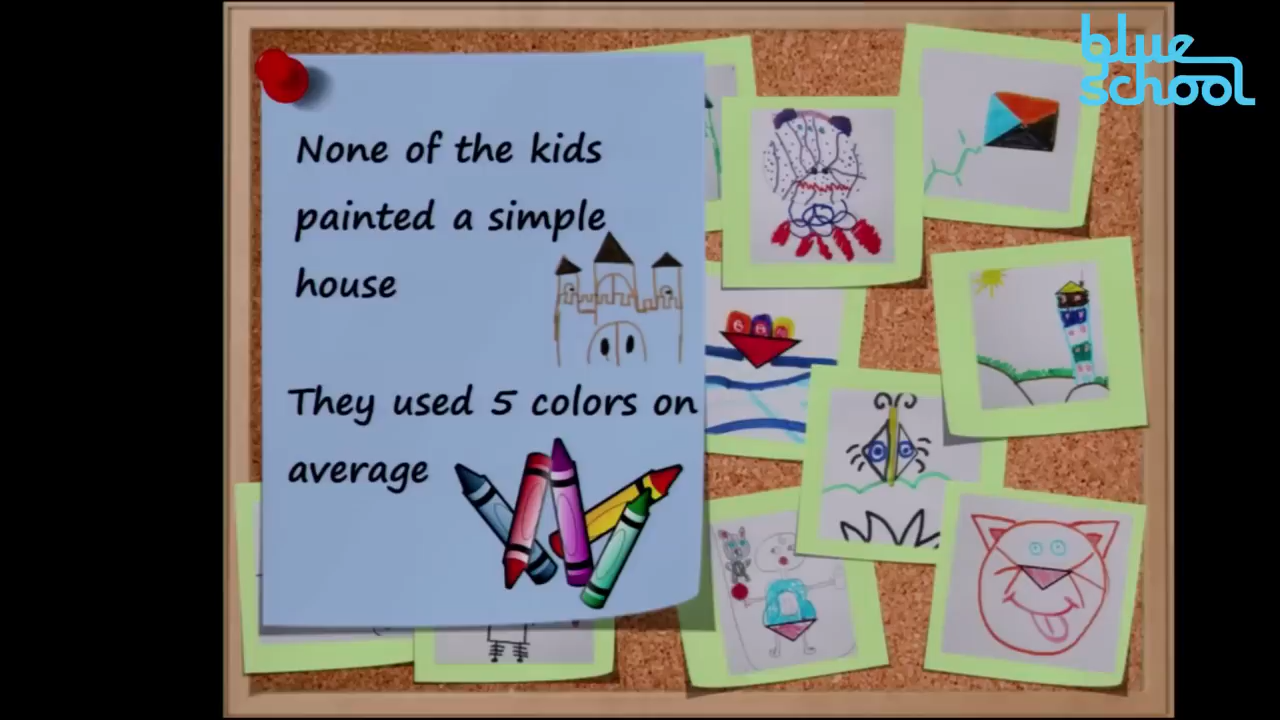 blue
school
None of the kids
painted a simple
house
They used 5 colors on
average